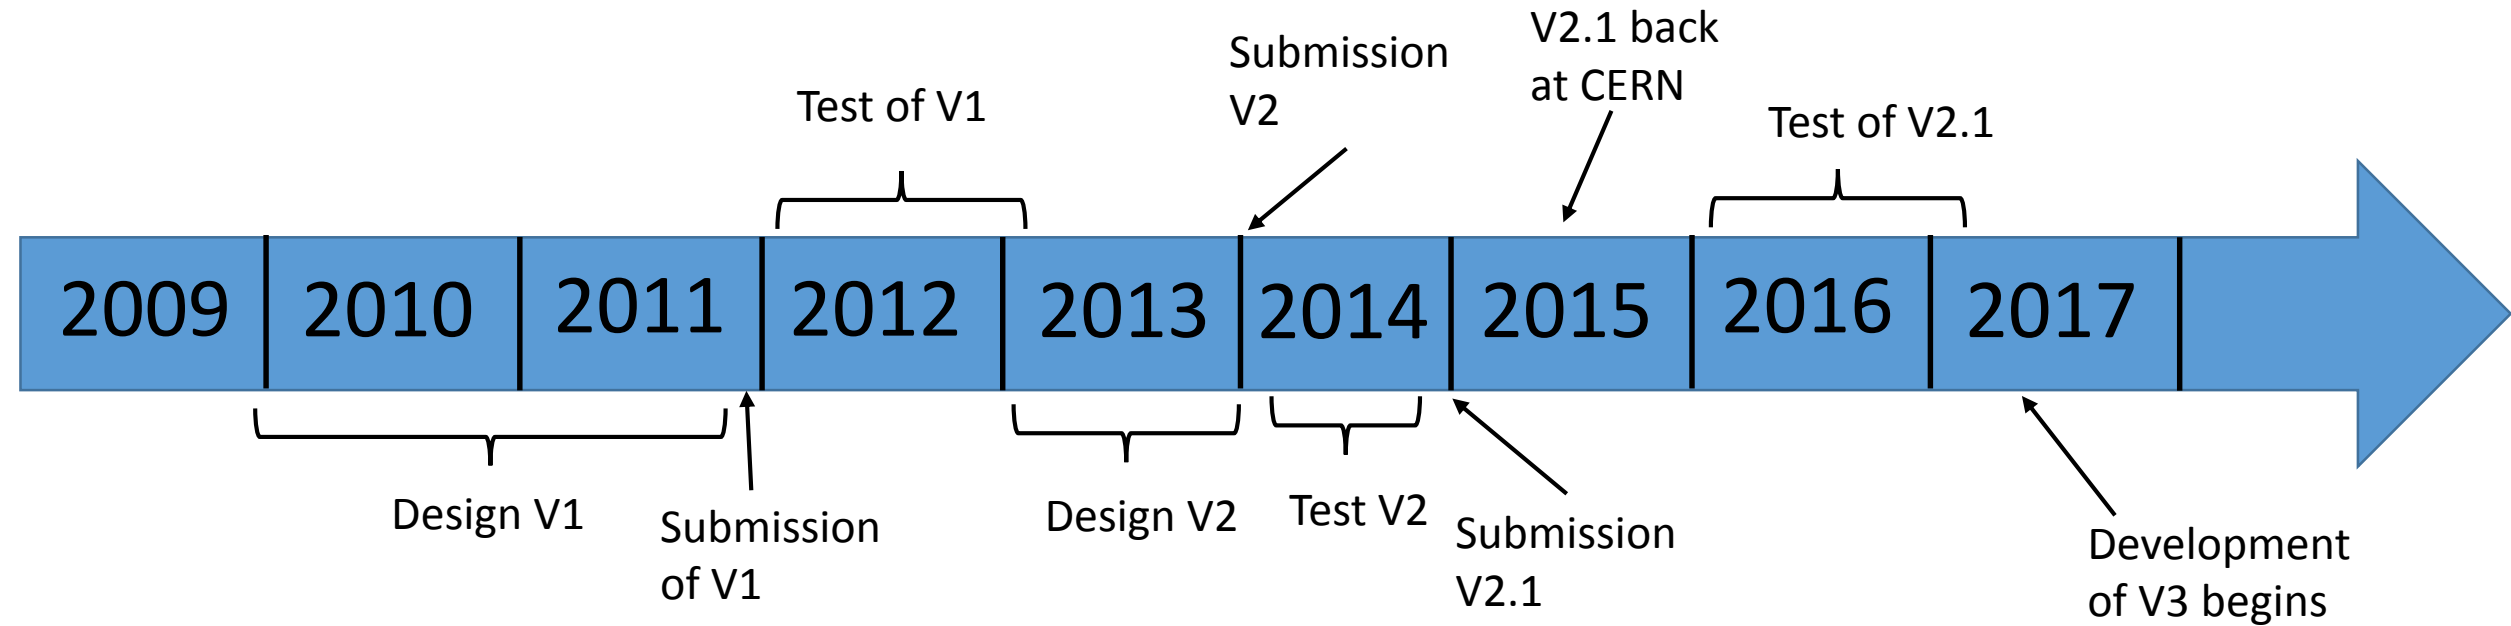 V2.1 back
at CERN
Submission
V2
Test of V1
Test of V2.1
2009
2010
2011
2012
2013
2014
2015
2016
2017
Design V1
Submission
of V1
Design V2
Test V2
Submission
V2.1
Development
of V3 begins